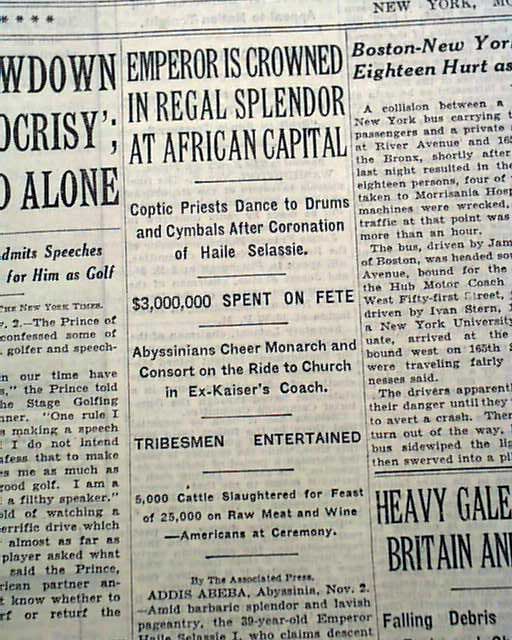 * * * *
NEW YORK,
WDOWN
OCRISY';
O ALONE
dmits Speeches
for Him as Golf
THE NEW YORK TIMES.
2.—The Prince of
confessed some of
golfer and speech-
n our time have
s," the Prince told
he Stage Golfing
nner. "One rule I
s making a speech
I do not intend
afess that to make
es me as much as
good golf. I am a
a filthy speaker."
old of watching a
errific drive which
almost as far as
player asked what
said the Prince,
rican partner an-
t know whether to
rf or return the
EMPEROR IS CROWNED
IN REGAL SPLENDOR
AT AFRICAN CAPITAL
Coptic Priests Dance to Drums
and Cymbals After Coronation
of Haile Selassie.
$3,000,000 SPENT ON FETE
Abyssinians Cheer Monarch and
Consort on the Ride to Church
in Ex-Kaiser's Coach.
TRIBESMEN ENTERTAINED
5,000 Cattle Slaughtered for Feast
of 25,000 on Raw Meat and Wine
—Americans at Ceremony.
By The Associated Press.
ADDIS ABEBA, Abyssinia, Nov. 2.
—Amid barbaric splendor and lavish
pageantry, the 39-year-old Emperor
Haile Selassie I, who claims descent
Boston-New Yor
Eighteen Hurt as
A collision between a
New York bus carrying t
passengers and a private
at River Avenue and 165
the Bronx, shortly after
last night resulted in the
eighteen persons, four of
taken to Morrisania Hosp
machines were wrecked,
traffic at that point was
more than an hour.
The bus, driven by Jam
of Boston, was headed so
Avenue, bound for the
the Hub Motor Coach
West Fifty-first Street,
driven by Ivan Stern,
a New York University
uate, arrived at the
bound west on 165th S
were traveling fairly
nesses said.
The drivers apparent
their danger until they
to avert a crash. Ther
turn out of the way.
bus sideswiped the li
then swerved into a pi
HEAVY GALE
BRITAIN AN
Falling Debris